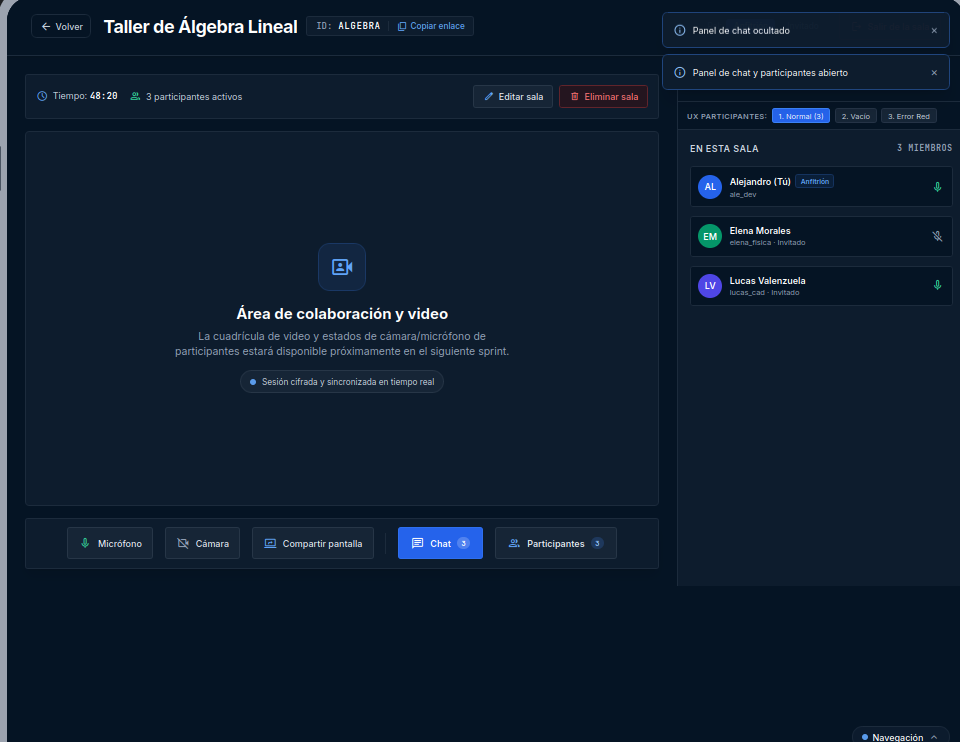 Volver
Taller de Álgebra Lineal
ID: ALGEBRA
Copiar enlace
Panel de chat ocultado
Panel de chat y participantes abierto
Tiempo: 48:20
3 participantes activos
Editar sala
Eliminar sala
UX PARTICIPANTES:
1. Normal (3)
2. Vacío
3. Error Red
EN ESTA SALA
3 MIEMBROS
AL
Alejandro (Tú)
Anfitrión
ale_dev
EM
Elena Morales
elena_fisica · Invitado
LV
Lucas Valenzuela
lucas_cad · Invitado
Área de colaboración y video
La cuadrícula de video y estados de cámara/micrófono de
participantes estará disponible próximamente en el siguiente sprint.
Sesión cifrada y sincronizada en tiempo real
Micrófono
Cámara
Compartir pantalla
Chat 3
Participantes 3
Navegación